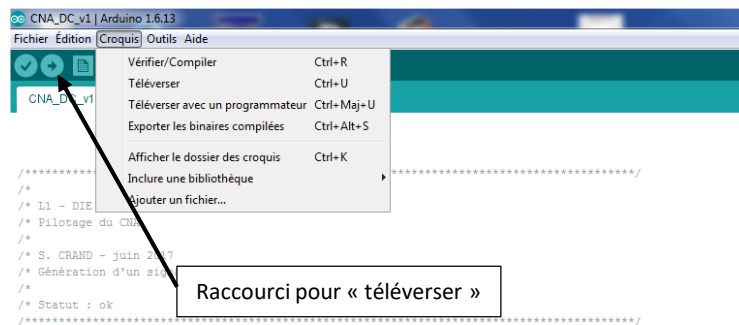 CNA_DC_v1 | Arduino 1.6.13
Fichier Édition Croquis Outils Aide
Vérifier/Compiler Ctrl+R
Téléverser Ctrl+U
CNA_DC_v1
Téléverser avec un programmateur Ctrl+Maj+U
Exporter les binaires compilées Ctrl+Alt+S
Afficher le dossier des croquis Ctrl+K
Inclure une bibliothèque
Ajouter un fichier...
/*
/* L1 - DIE
/* Pilotage du CNA
/*
/* S. CRAND - juin 2017
/* Génération d'un
/*
/* Statut : ok
Raccourci pour « téléverser »